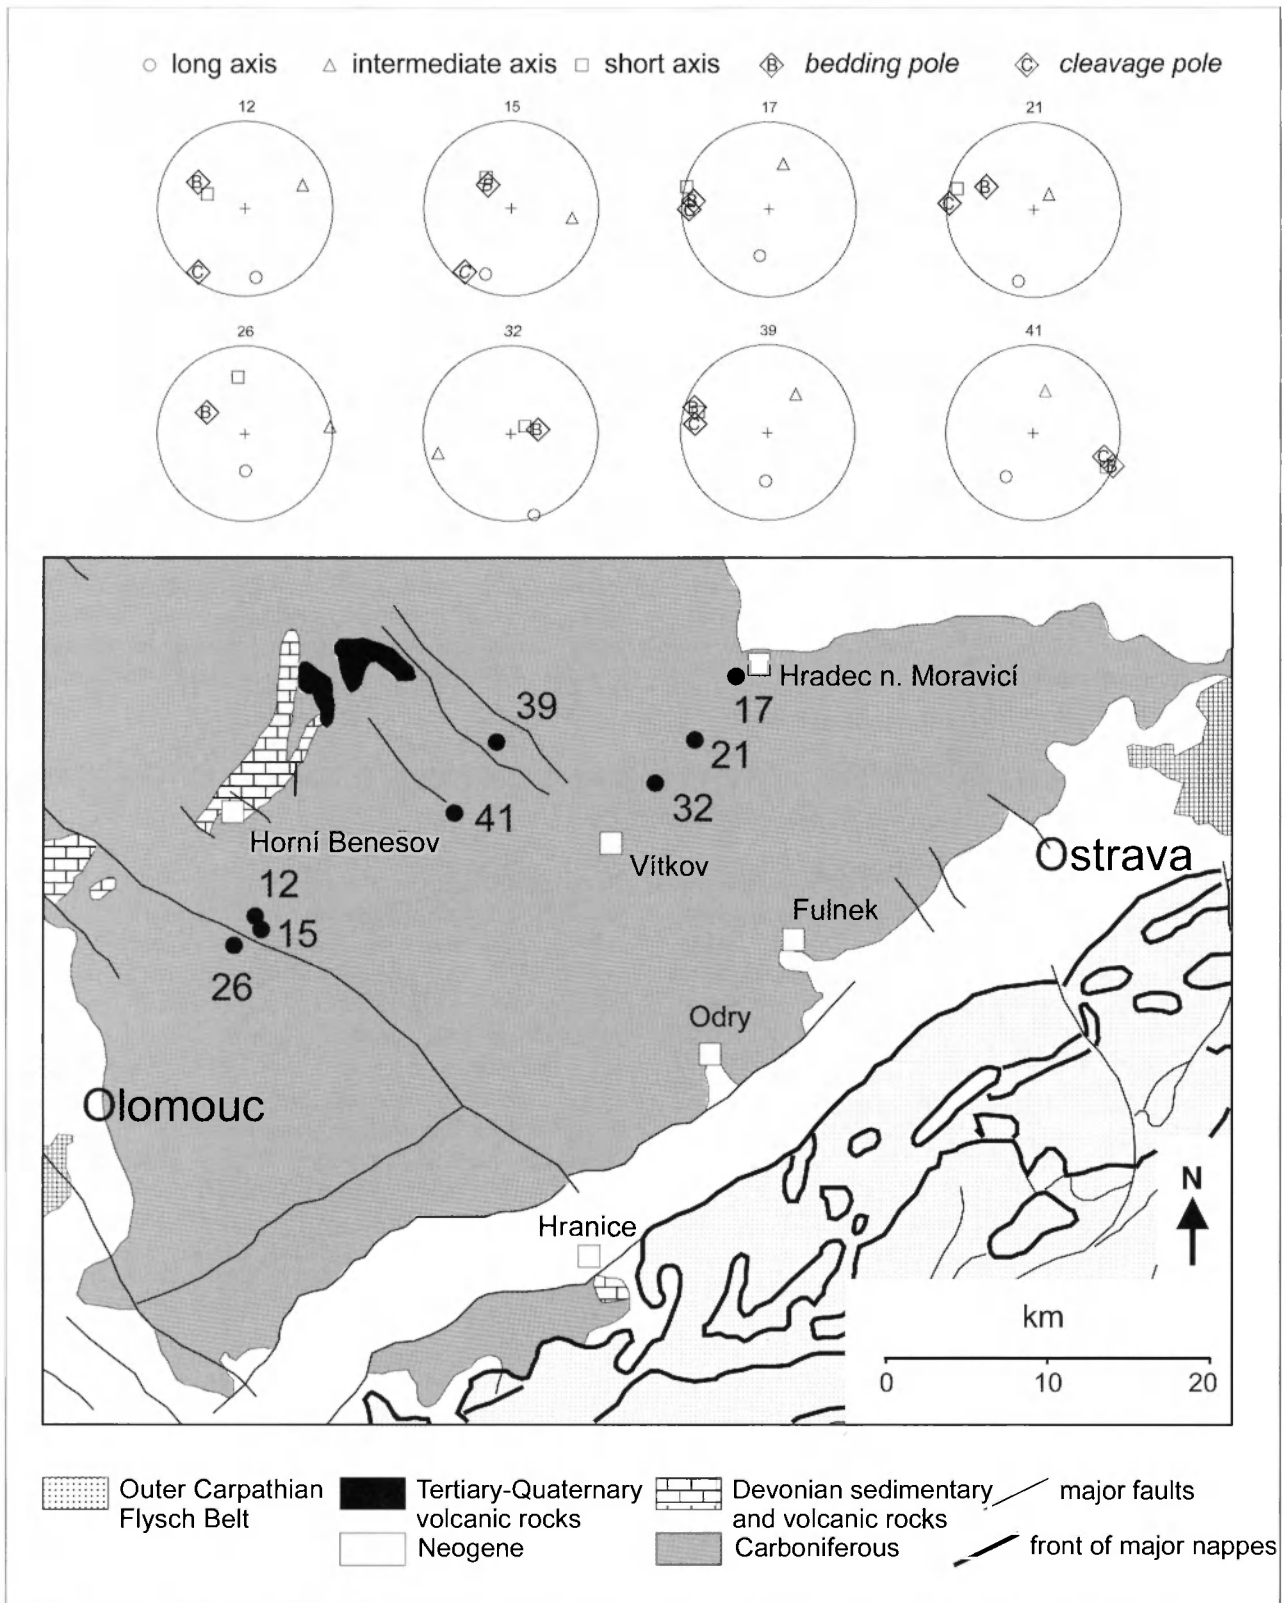 long axis intermediate axis short axis B bedding pole C cleavage pole
12 15 17 21
B B B B
C C C C
26 32 39 41
B B B C
C B
Hradec n. Moravicí
39
17
21
32
41
Horní Benešov
Vítkov
Ostrava
12
15
Fulnek
26
Odry
Olomouc
N
Hranice
km
0 10 20
Outer Carpathian Tertiary-Quaternary Devonian sedimentary major faults
Flysch Belt volcanic rocks and volcanic rocks
Neogene Carboniferous front of major nappes